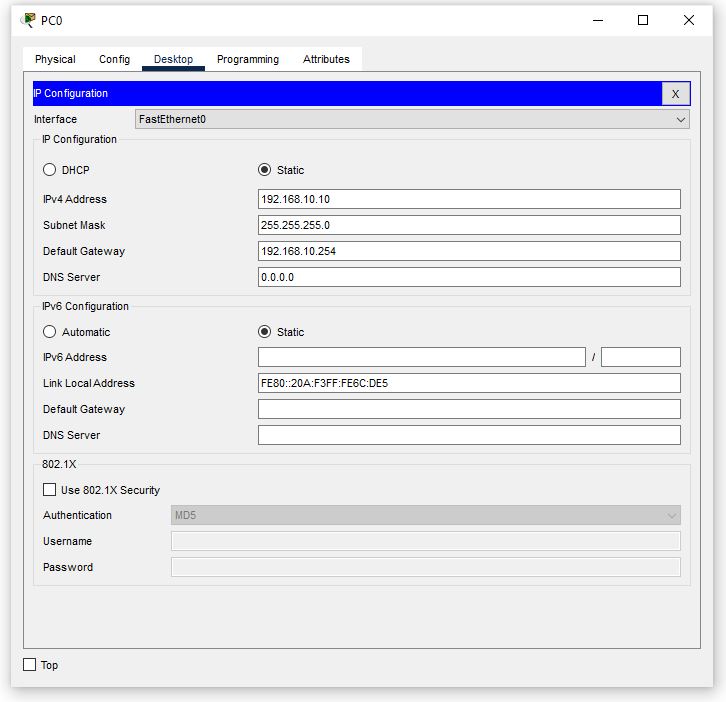 PC0
Physical Config Desktop Programming Attributes
IP Configuration X
Interface FastEthernet0
IP Configuration
DHCP Static
IPv4 Address 192.168.10.10
Subnet Mask 255.255.255.0
Default Gateway 192.168.10.254
DNS Server 0.0.0.0
IPv6 Configuration
Automatic Static
IPv6 Address /
Link Local Address FE80::20A:F3FF:FE6C:DE5
Default Gateway
DNS Server
802.1X
Use 802.1X Security
Authentication MD5
Username
Password
Top